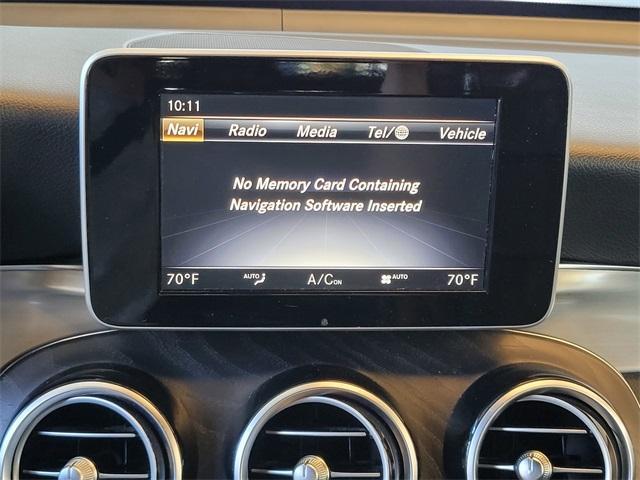 10:11
Navi Radio Media Tel/ Vehicle
No Memory Card Containing
Navigation Software Inserted
70°F AUTO A/C ON AUTO 70°F